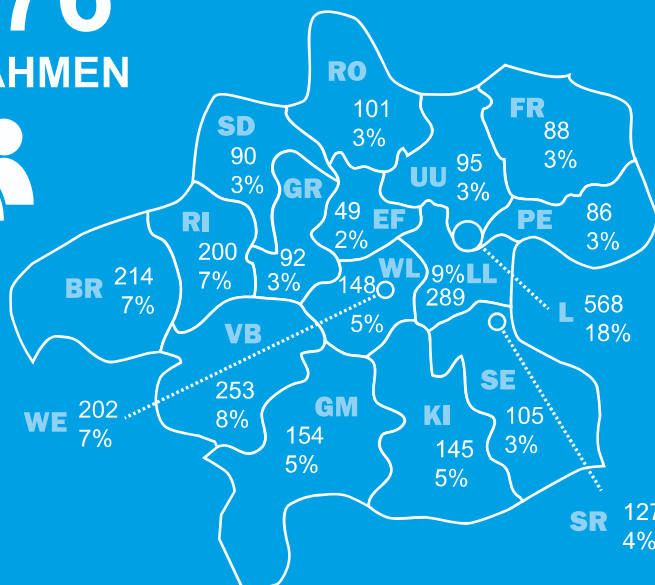 76
AHMEN
RO
101
3%
FR
88
3%
SD
90
3%
UU
95
3%
GR
92
3%
49
2%
EF
PE
86
3%
RI
200
7%
WL
148
5%
9%
LL
289
BR
214
7%
L
568
18%
VB
253
8%
WE
202
7%
GM
154
5%
KI
145
5%
SE
105
3%
SR
127
4%